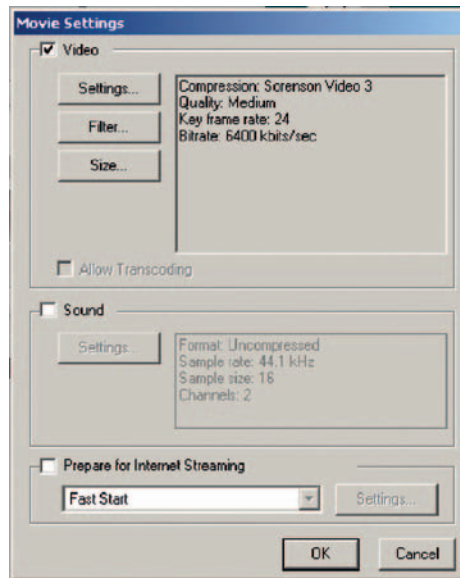 Movie Settings
Video
Settings...
Filter...
Size...
Compression: Sorenson Video 3
Quality: Medium
Key frame rate: 24
Bitrate: 6400 kbits/sec
Allow Transcoding
Sound
Settings...
Format: Uncompressed
Sample rate: 44.1 kHz
Sample size: 16
Channels: 2
Prepare for Internet Streaming
Fast Start
Settings...
OK
Cancel